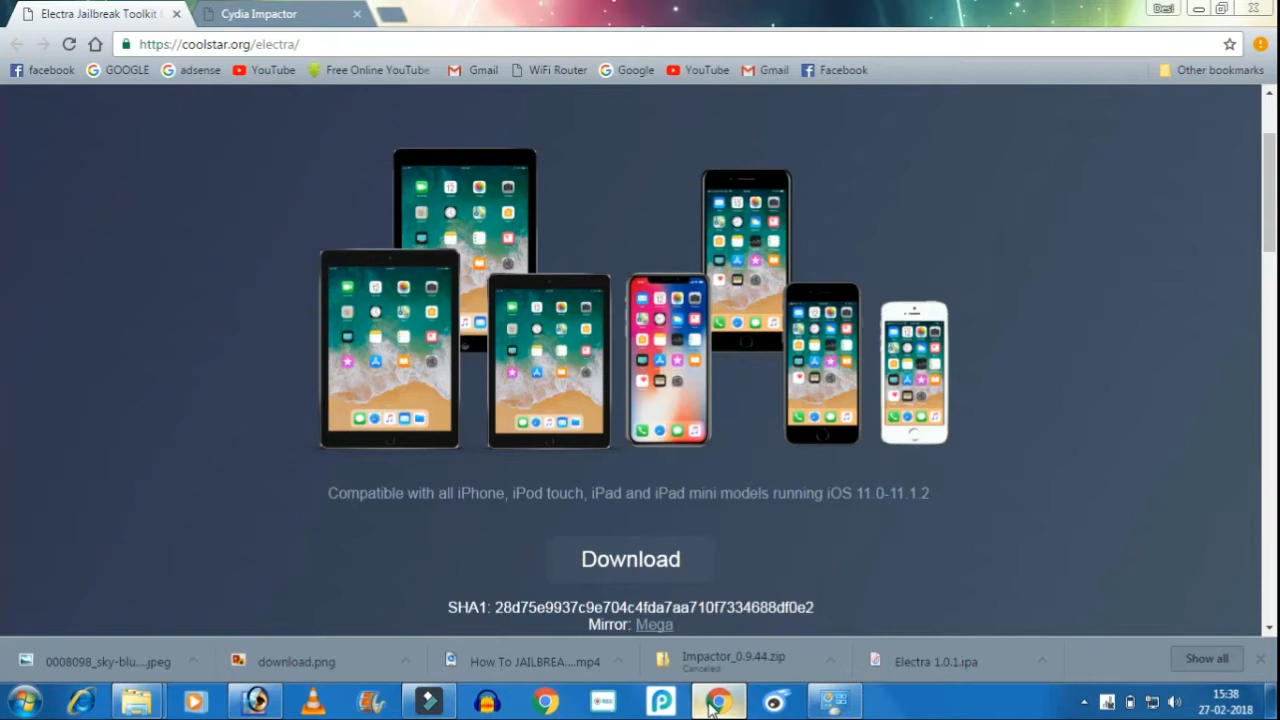 Electra Jailbreak Toolkit
Cydia Impactor
https://coolstar.org/electra/
facebook
GOOGLE
adsense
YouTube
Free Online YouTube
Gmail
WiFi Router
Google
YouTube
Gmail
Facebook
Other bookmarks
Compatible with all iPhone, iPod touch, iPad and iPad mini models running iOS 11.0-11.1.2
Download
SHA1: 28d75e9937c9e704c4fda7aa710f7334688df0e2
Mirror: Mega
0008098_sky-blu....jpeg
download.png
How To JAILBREA....mp4
Impactor_0.9.44.zip
Canceled
Electra 1.0.1.ipa
Show all
15:38
27-02-2018